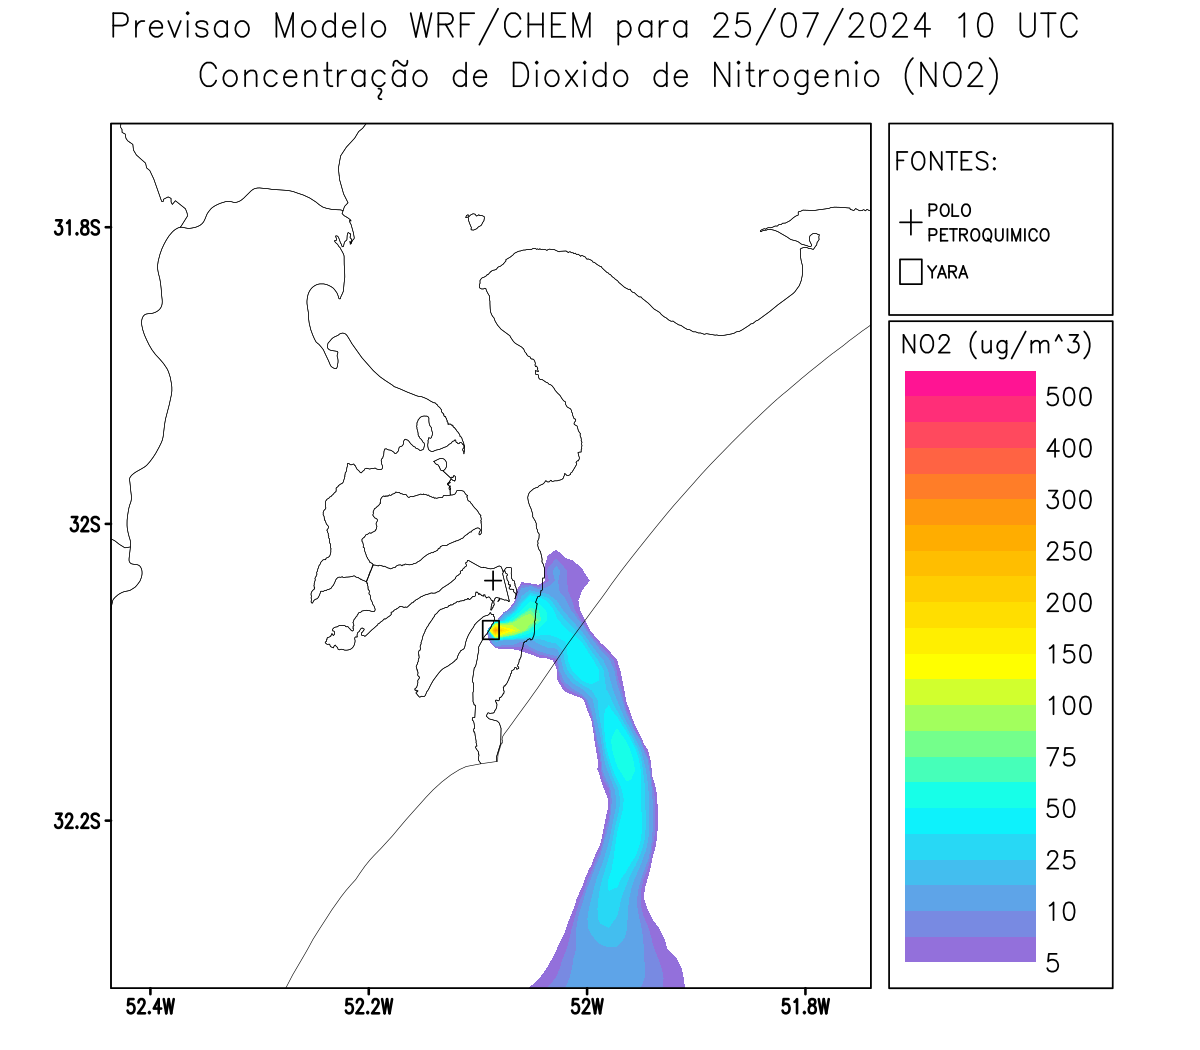 Previsao Modelo WRF/CHEM para 25/07/2024 10 UTC
Concentração de Dioxido de Nitrogenio (NO2)
FONTES:
POLO
PETROQUIMICO
YARA
NO2 (ug/m^3)
500
400
300
250
200
150
100
75
50
25
10
5
31.8S
32S
32.2S
52.4W
52.2W
52W
51.8W